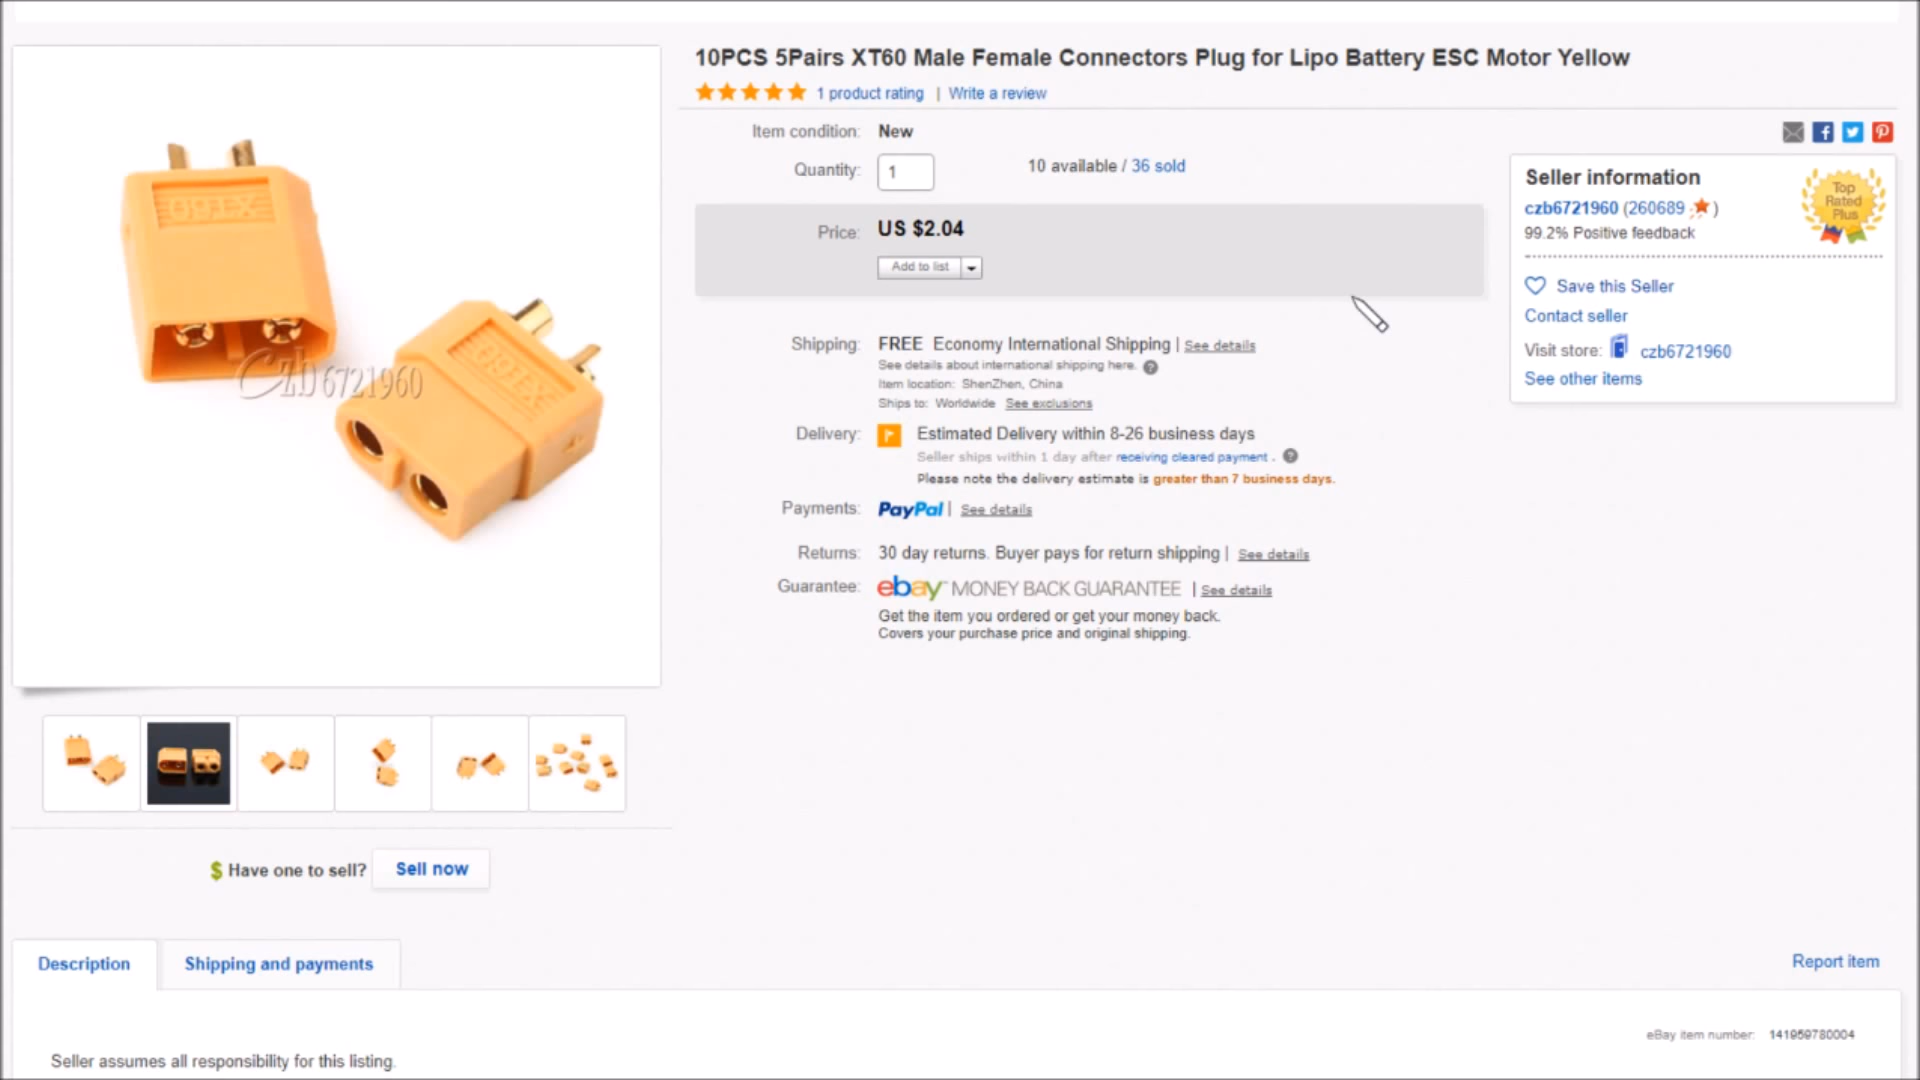 10PCS 5Pairs XT60 Male Female Connectors Plug for Lipo Battery ESC Motor Yellow
1 product rating | Write a review
Item condition: New
Quantity: 1 10 available / 36 sold
Price: US $2.04
Add to list
Shipping: FREE Economy International Shipping | See details
See details about international shipping here.
Item location: ShenZhen, China
Ships to: Worldwide See exclusions
Delivery: Estimated Delivery within 8-26 business days
Seller ships within 1 day after receiving cleared payment .
Please note the delivery estimate is greater than 7 business days.
Payments: PayPal | See details
Returns: 30 day returns. Buyer pays for return shipping | See details
Guarantee: ebay MONEY BACK GUARANTEE | See details
Get the item you ordered or get your money back.
Covers your purchase price and original shipping.
Seller information
czb6721960 (260689 )
99.2% Positive feedback
Top Rated Plus
Save this Seller
Contact seller
Visit store: czb6721960
See other items
XT60
Czb6721960
XT60
$ Have one to sell? Sell now
Description
Shipping and payments
Report item
eBay item number: 141959780004
Seller assumes all responsibility for this listing.